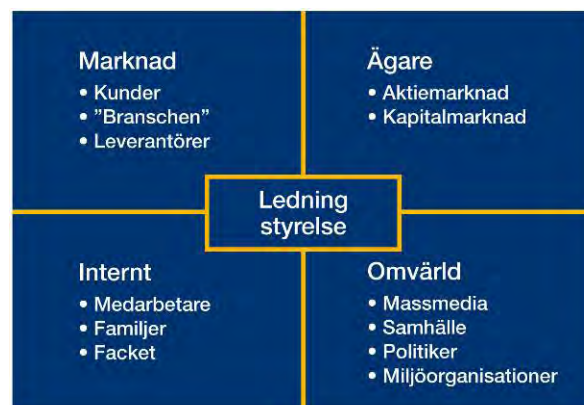 Marknad
• Kunder
• ”Branschen”
• Leverantörer
Ägare
• Aktiemarknad
• Kapitalmarknad
Ledning
styrelse
Internt
• Medarbetare
• Familjer
• Facket
Omvärld
• Massmedia
• Samhälle
• Politiker
• Miljöorganisationer